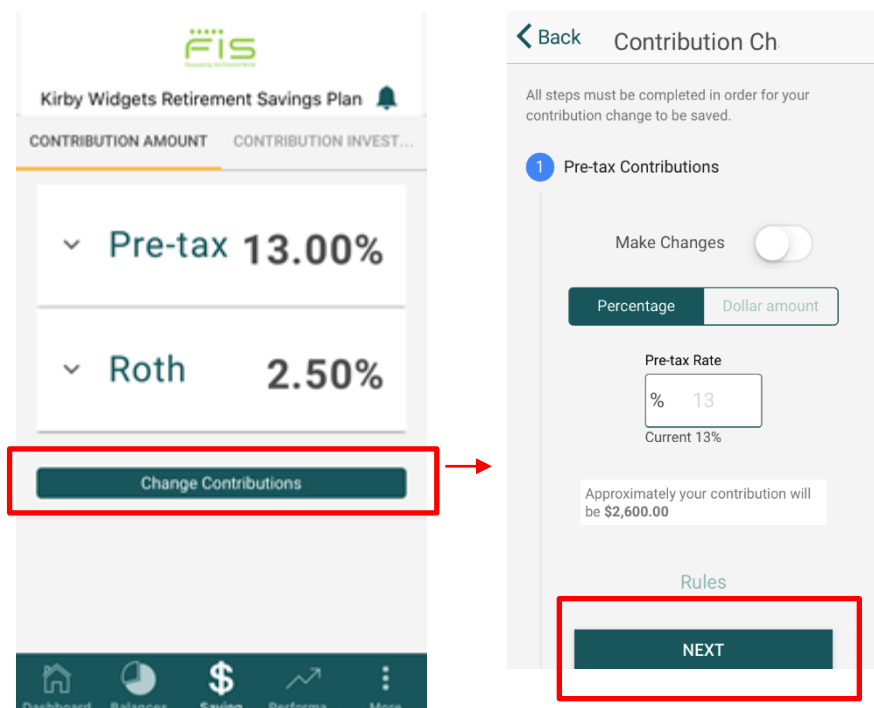 FIS
Kirby Widgets Retirement Savings Plan
CONTRIBUTION AMOUNT CONTRIBUTION INVEST...
Pre-tax 13.00%
Roth 2.50%
Change Contributions
Dashboard Balances Saving Performa More
Back Contribution Ch
All steps must be completed in order for your
contribution change to be saved.
1 Pre-tax Contributions
Make Changes
Percentage Dollar amount
Pre-tax Rate
% 13
Current 13%
Approximately your contribution will
be $2,600.00
Rules
NEXT